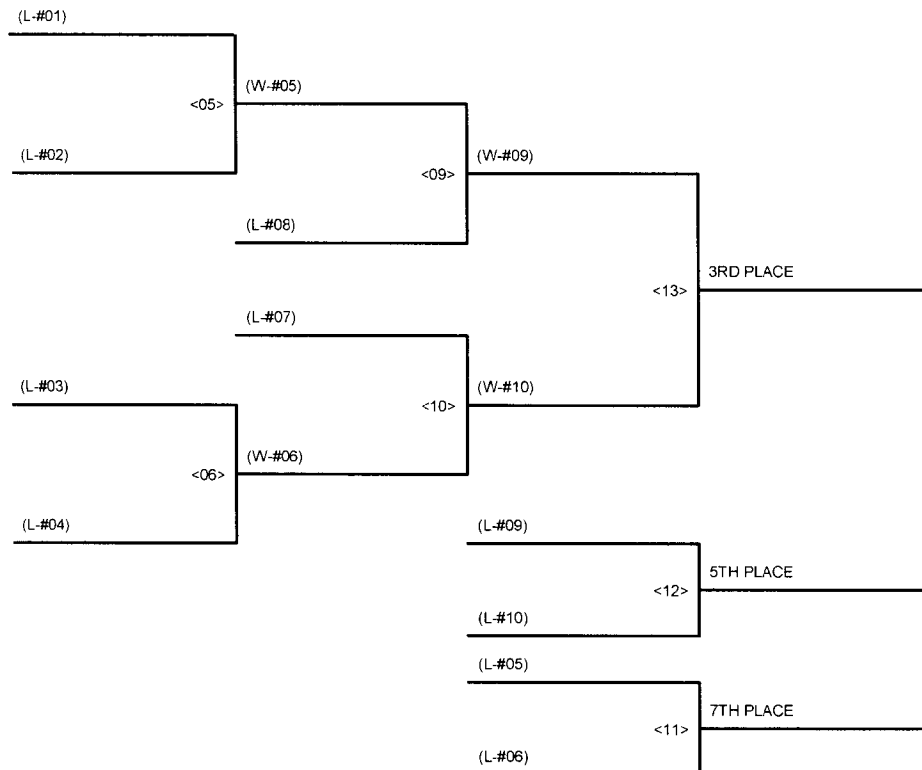 (L-#01)
(W-#05)
<05>
(L-#02)
(W-#09)
<09>
(L-#08)
3RD PLACE
<13>
(L-#07)
(L-#03)
(W-#10)
<10>
(W-#06)
<06>
(L-#04)
(L-#09)
5TH PLACE
<12>
(L-#10)
(L-#05)
7TH PLACE
<11>
(L-#06)